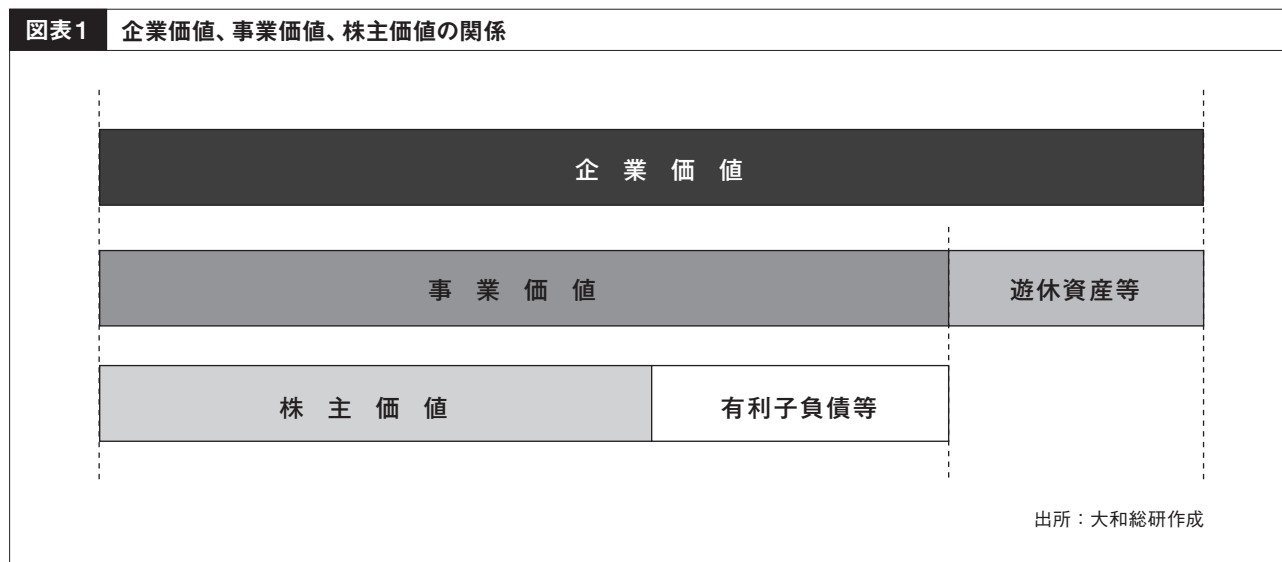 図表1 企業価値、事業価値、株主価値の関係
企業価値
事業価値 遊休資産等
株主価値 有利子負債等
出所：大和総研作成